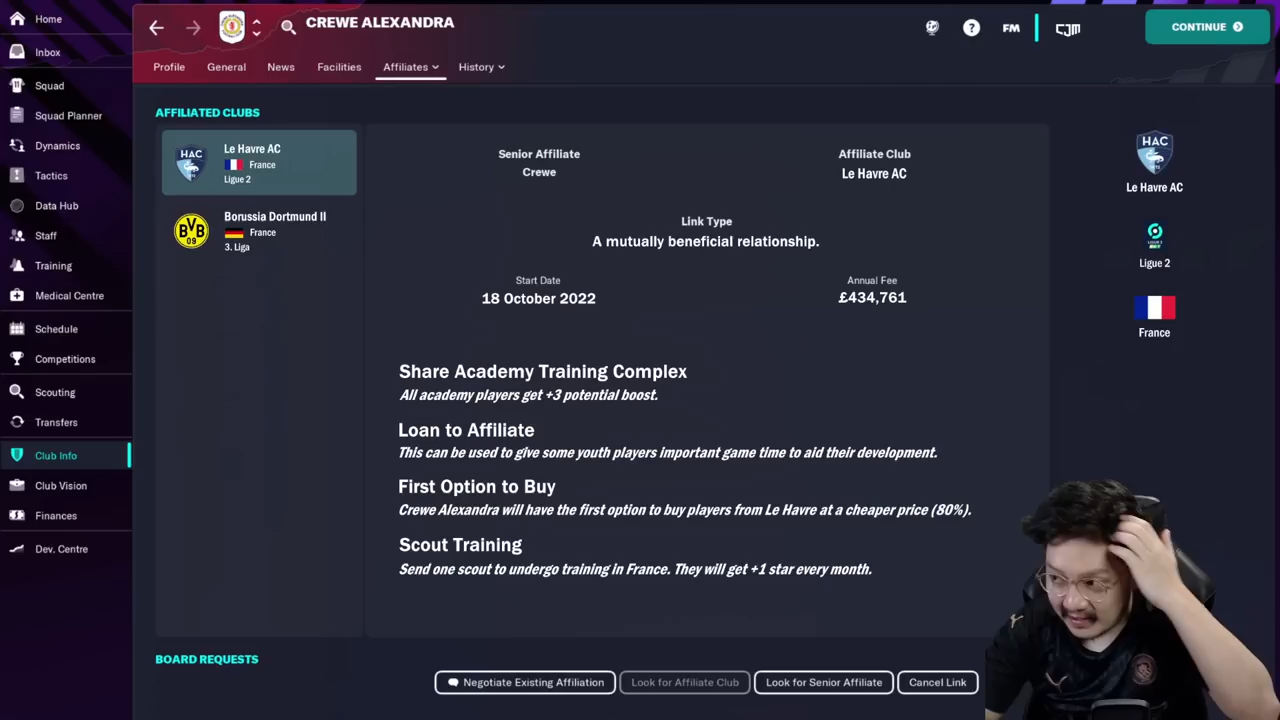 Home
Inbox
Squad
Squad Planner
Dynamics
Tactics
Data Hub
Staff
Training
Medical Centre
Schedule
Competitions
Scouting
Transfers
Club Info
Club Vision
Finances
Dev. Centre
CREWE ALEXANDRA
?
FM
CJM
CONTINUE
Profile
General
News
Facilities
Affiliates
History
AFFILIATED CLUBS
HAC
Le Havre AC
France
Ligue 2
BVB
09
Borussia Dortmund II
France
3. Liga
Senior Affiliate
Crewe
Affiliate Club
Le Havre AC
Link Type
A mutually beneficial relationship.
Start Date
18 October 2022
Annual Fee
£434,761
Share Academy Training Complex
All academy players get +3 potential boost.
Loan to Affiliate
This can be used to give some youth players important game time to aid their development.
First Option to Buy
Crewe Alexandra will have the first option to buy players from Le Havre at a cheaper price (80%).
Scout Training
Send one scout to undergo training in France. They will get +1 star every month.
HAC
Le Havre AC
Ligue 2
France
BOARD REQUESTS
Negotiate Existing Affiliation
Look for Affiliate Club
Look for Senior Affiliate
Cancel Link